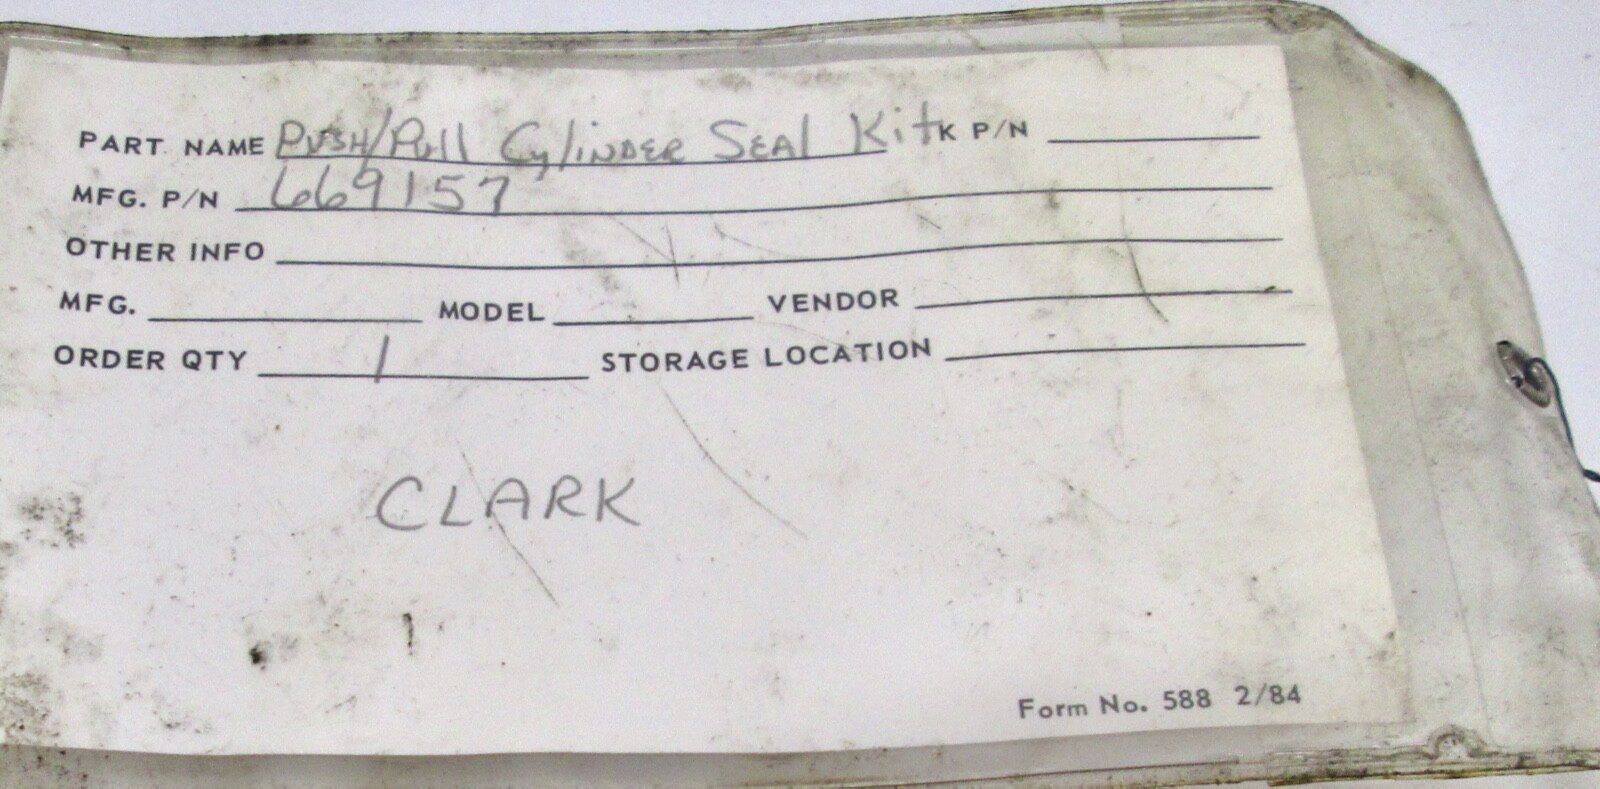 PART NAME Push/Pull Cylinder Seal Kit K P/N
MFG. P/N 669157
OTHER INFO
MFG. MODEL VENDOR
ORDER QTY 1 STORAGE LOCATION
CLARK
Form No. 588 2/84